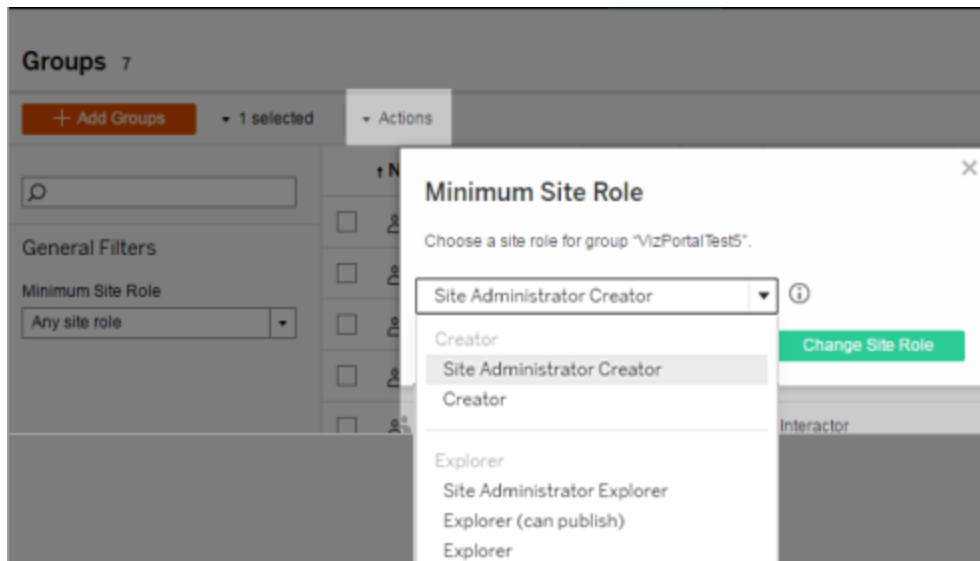 Groups 7
+ Add Groups
1 selected
Actions
↑ N
General Filters
Minimum Site Role
Any site role
Minimum Site Role
Choose a site role for group "VizPortalTest5".
Site Administrator Creator
Change Site Role
Creator
Site Administrator Creator
Creator
Interactor
Explorer
Site Administrator Explorer
Explorer (can publish)
Explorer